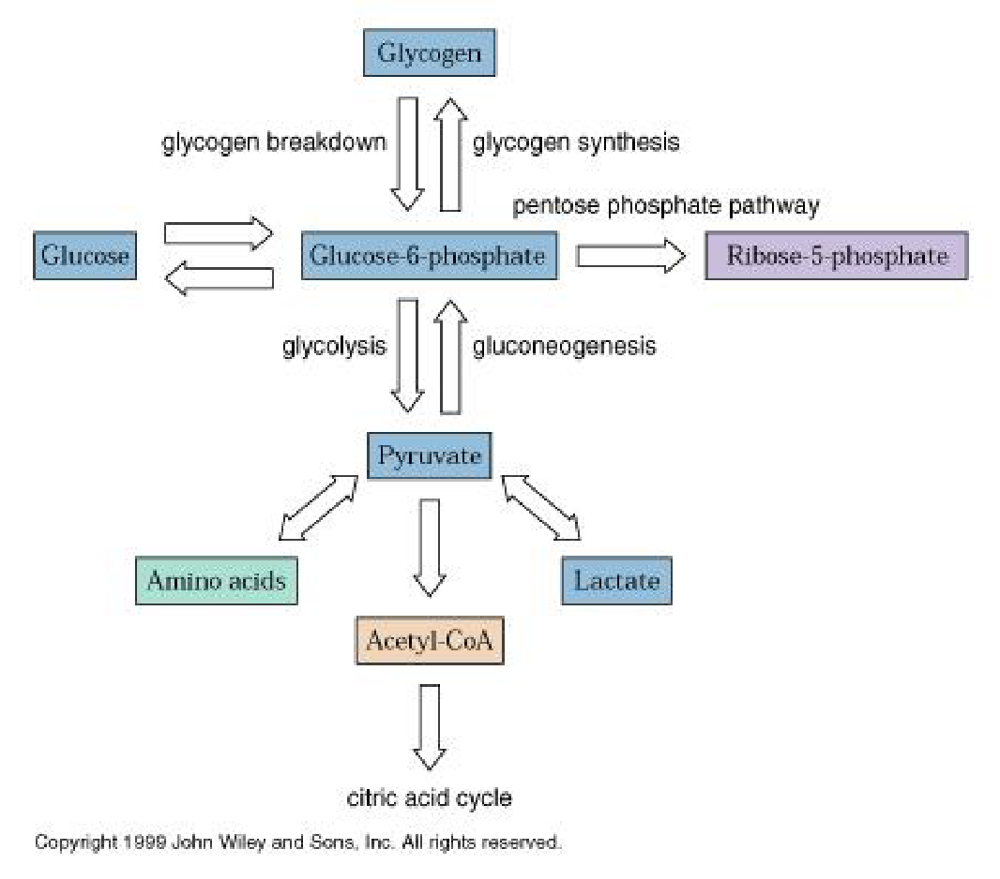 Glycogen
glycogen breakdown
glycogen synthesis
pentose phosphate pathway
Glucose
Glucose-6-phosphate
Ribose-5-phosphate
glycolysis
gluconeogenesis
Pyruvate
Amino acids
Lactate
Acetyl-CoA
citric acid cycle
Copyright 1999 John Wiley and Sons, Inc. All rights reserved.